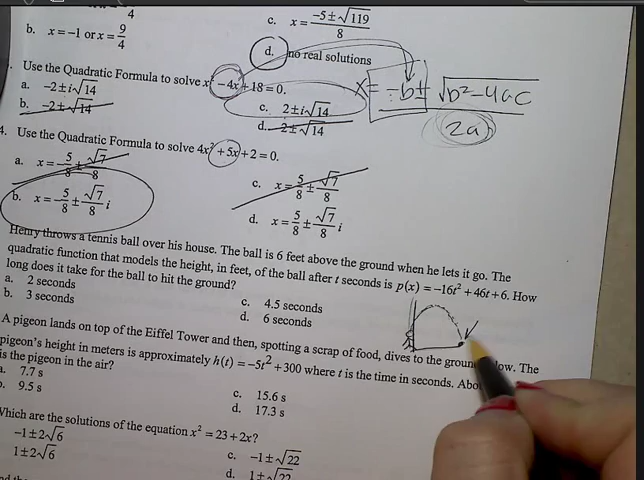 4
b. x = -1 or x = 9/4
c. x = -5±√119/8
d. no real solutions
Use the Quadratic Formula to solve x² - 4x + 18 = 0.
a. -2±i√14
b. -2±√14
c. 2±i√14
d. 2±√14
x = -b± √b²-4ac
2a
4. Use the Quadratic Formula to solve 4x² + 5x + 2 = 0.
a. x = -5/8 ± √7/8
b. x = -5/8 ± √7/8 i
c. x = 5/8 ± √7/8
d. x = 5/8 ± √7/8 i
Henry throws a tennis ball over his house. The ball is 6 feet above the ground when he lets it go. The
quadratic function that models the height, in feet, of the ball after t seconds is p(x) = -16t² + 46t + 6. How
long does it take for the ball to hit the ground?
a. 2 seconds
b. 3 seconds
c. 4.5 seconds
d. 6 seconds
A pigeon lands on top of the Eiffel Tower and then, spotting a scrap of food, dives to the ground The
pigeon's height in meters is approximately h(t) = -5t² + 300 where t is the time in seconds.
is the pigeon in the air?
a. 7.7 s
b. 9.5 s
c. 15.6 s
d. 17.3 s
Which are the solutions of the equation x² = 23 + 2x?
-1±2√6
1±2√6
c. -1±√22
d. 1±√22